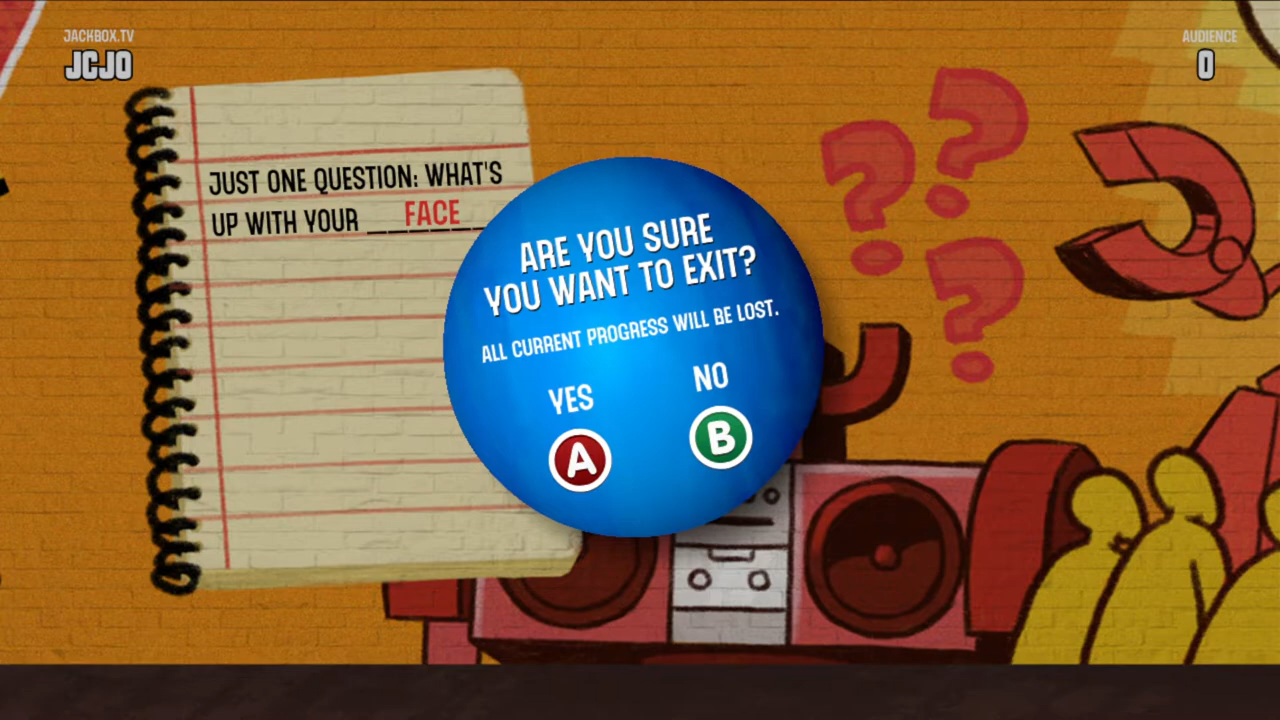 JACKBOX.TV
JCJO
AUDIENCE
0
JUST ONE QUESTION: WHAT'S
UP WITH YOUR FACE
ARE YOU SURE
YOU WANT TO EXIT?
ALL CURRENT PROGRESS WILL BE LOST.
YES
NO
A
B